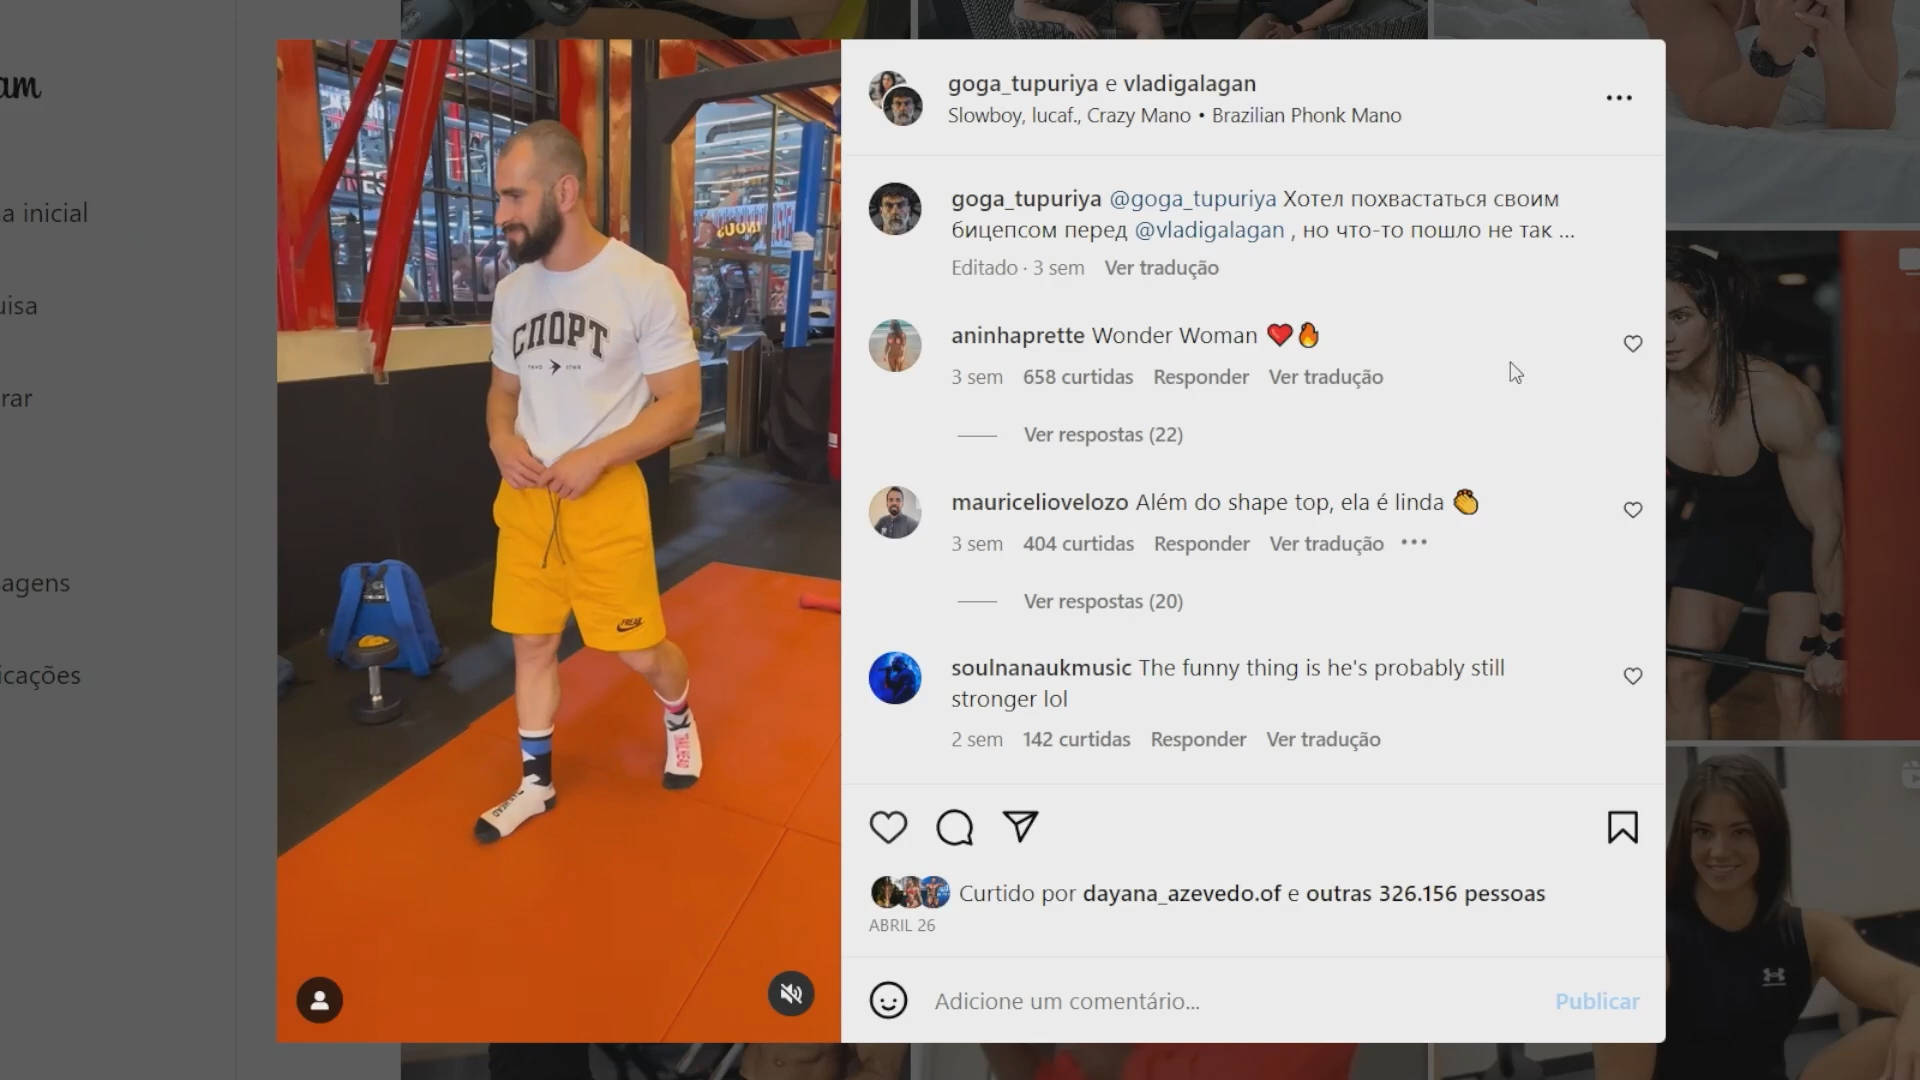 am
a inicial
uisa
rar
agens
icações
СПОРТ
FREAK
goga_tupuriya e vladigalagan
Slowboy, lucaf., Crazy Mano • Brazilian Phonk Mano
goga_tupuriya @goga_tupuriya Хотел похвастаться своим
бицепсом перед @vladigalagan , но что-то пошло не так ...
Editado · 3 sem Ver tradução
aninhaprette Wonder Woman ❤️🔥
3 sem 658 curtidas Responder Ver tradução
Ver respostas (22)
mauriceliovelozo Além do shape top, ela é linda 👏
3 sem 404 curtidas Responder Ver tradução
Ver respostas (20)
soulnanaukmusic The funny thing is he's probably still
stronger lol
2 sem 142 curtidas Responder Ver tradução
Curtido por dayana_azevedo.of e outras 326.156 pessoas
ABRIL 26
Adicione um comentário...
Publicar